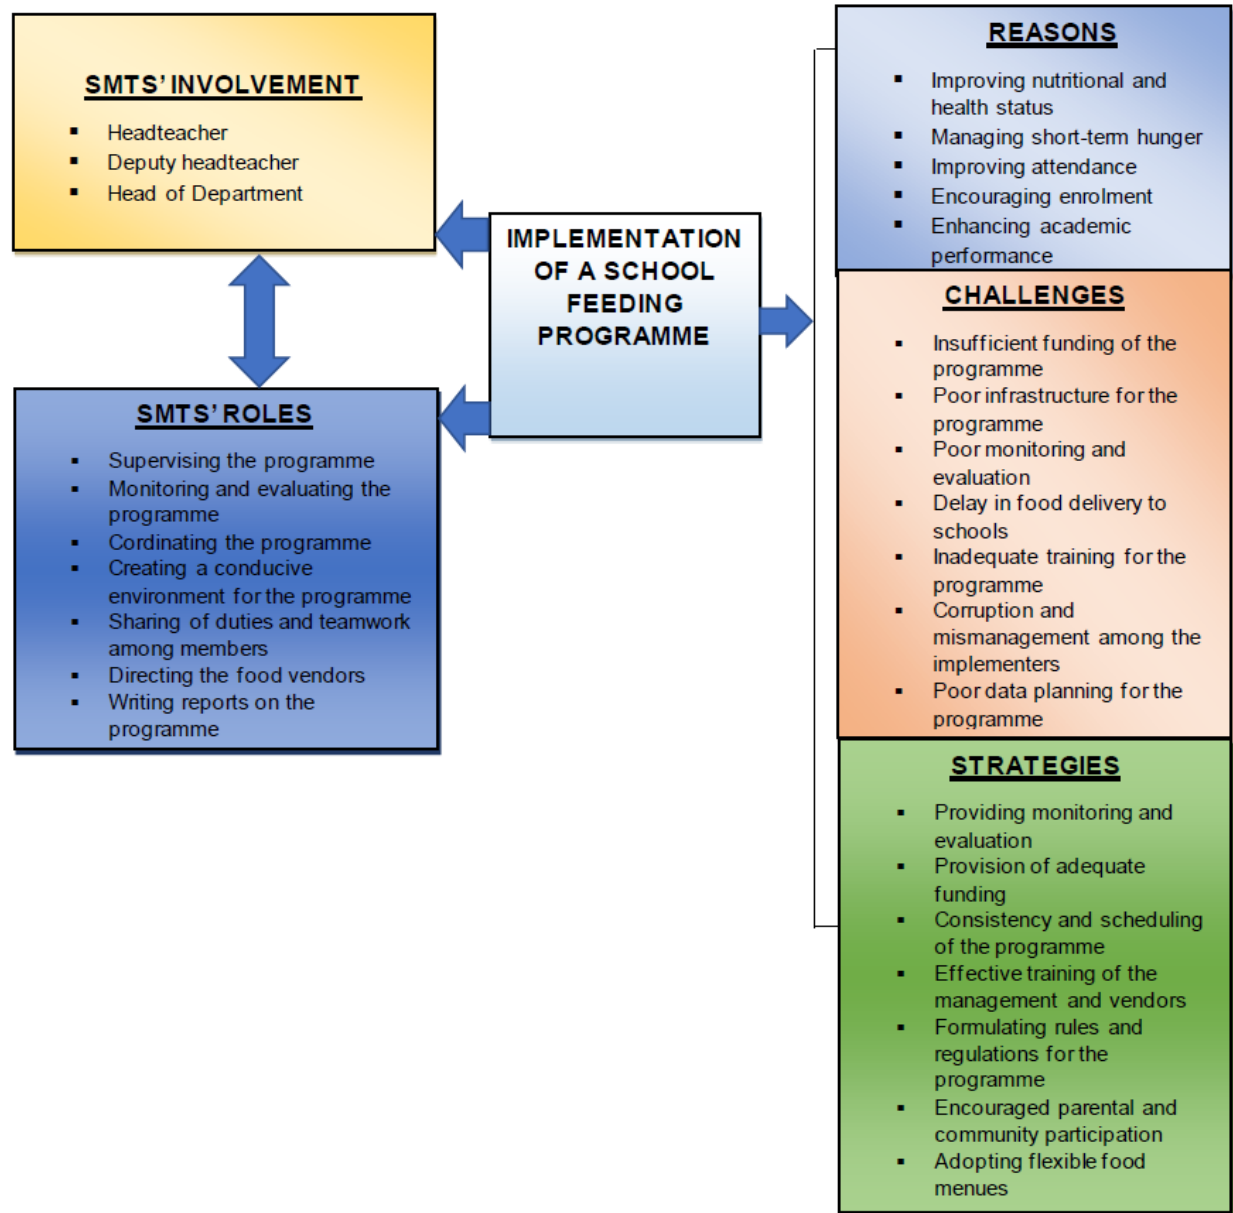 SMTS' INVOLVEMENT
▪ Headteacher
▪ Deputy headteacher
▪ Head of Department
IMPLEMENTATION
OF A SCHOOL
FEEDING
PROGRAMME
SMTS' ROLES
▪ Supervising the programme
▪ Monitoring and evaluating the
programme
▪ Cordinating the programme
▪ Creating a conducive
environment for the programme
▪ Sharing of duties and teamwork
among members
▪ Directing the food vendors
▪ Writing reports on the
programme
REASONS
▪ Improving nutritional and
health status
▪ Managing short-term hunger
▪ Improving attendance
▪ Encouraging enrolment
▪ Enhancing academic
performance
CHALLENGES
▪ Insufficient funding of the
programme
▪ Poor infrastructure for the
programme
▪ Poor monitoring and
evaluation
▪ Delay in food delivery to
schools
▪ Inadequate training for the
programme
▪ Corruption and
mismanagement among the
implementers
▪ Poor data planning for the
programme
STRATEGIES
▪ Providing monitoring and
evaluation
▪ Provision of adequate
funding
▪ Consistency and scheduling
of the programme
▪ Effective training of the
management and vendors
▪ Formulating rules and
regulations for the
programme
▪ Encouraged parental and
community participation
▪ Adopting flexible food
menues